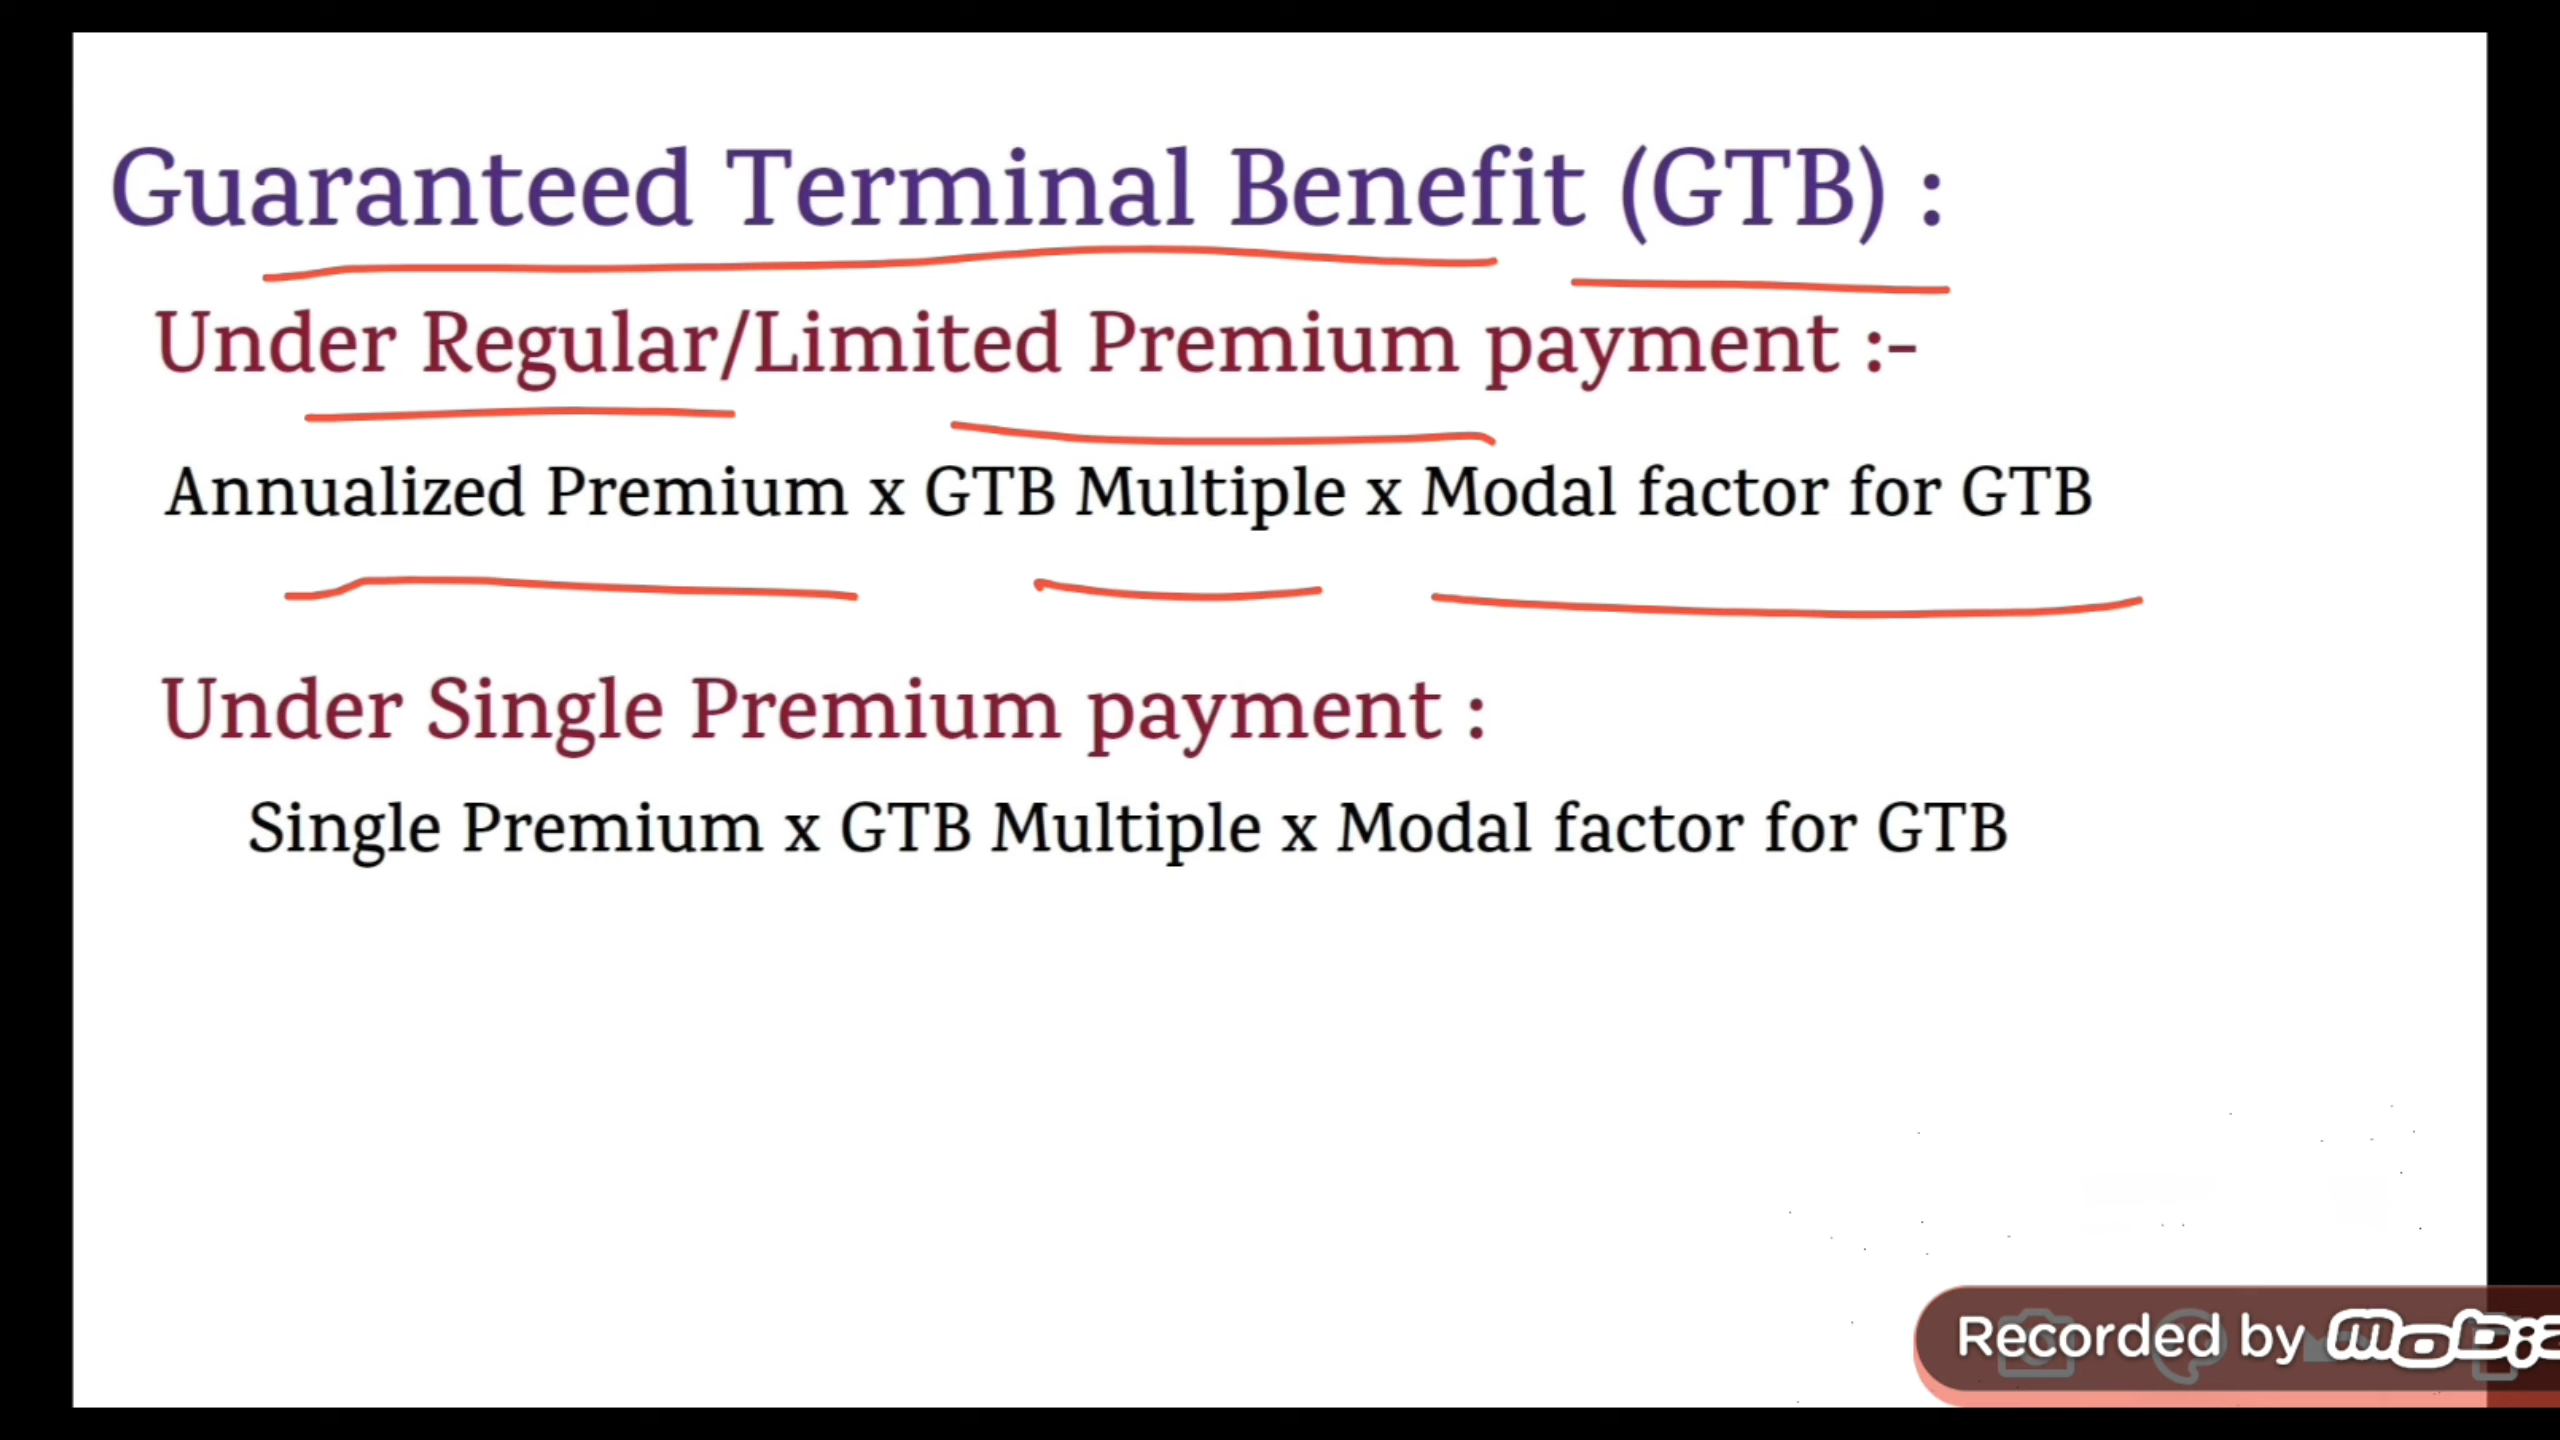 Guaranteed Terminal Benefit (GTB) :
Under Regular/Limited Premium payment :-
Annualized Premium x GTB Multiple x Modal factor for GTB
Under Single Premium payment :
Single Premium x GTB Multiple x Modal factor for GTB
Recorded by